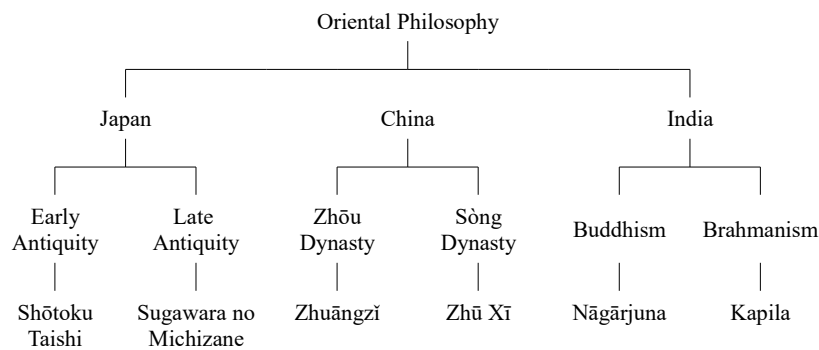 Oriental Philosophy
Japan China India
Early Antiquity
Late Antiquity
Zhōu Dynasty
Sòng Dynasty
Buddhism Brahmanism
Shōtoku Taishi
Sugawara no Michizane
Zhuāngzǐ
Zhū Xī
Nāgārjuna
Kapila